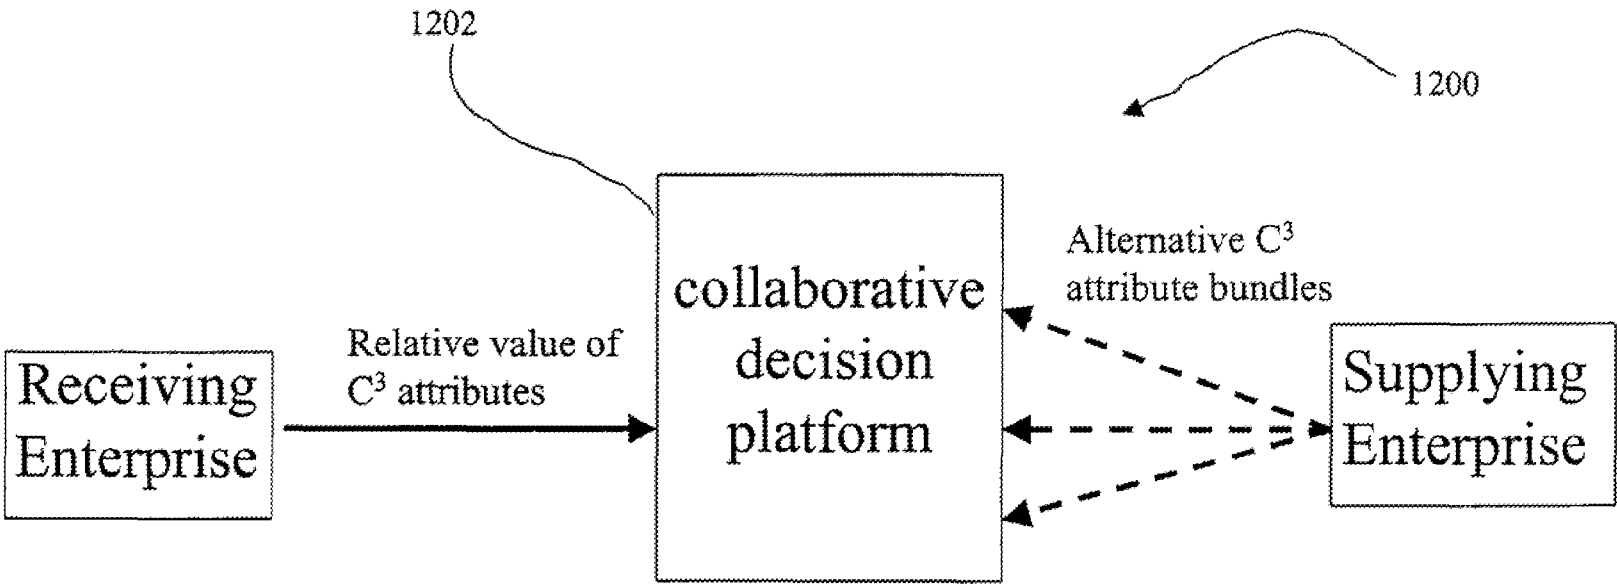 1202
1200
Alternative C³
attribute bundles
collaborative
decision
platform
Relative value of
C³ attributes
Receiving
Enterprise
Supplying
Enterprise